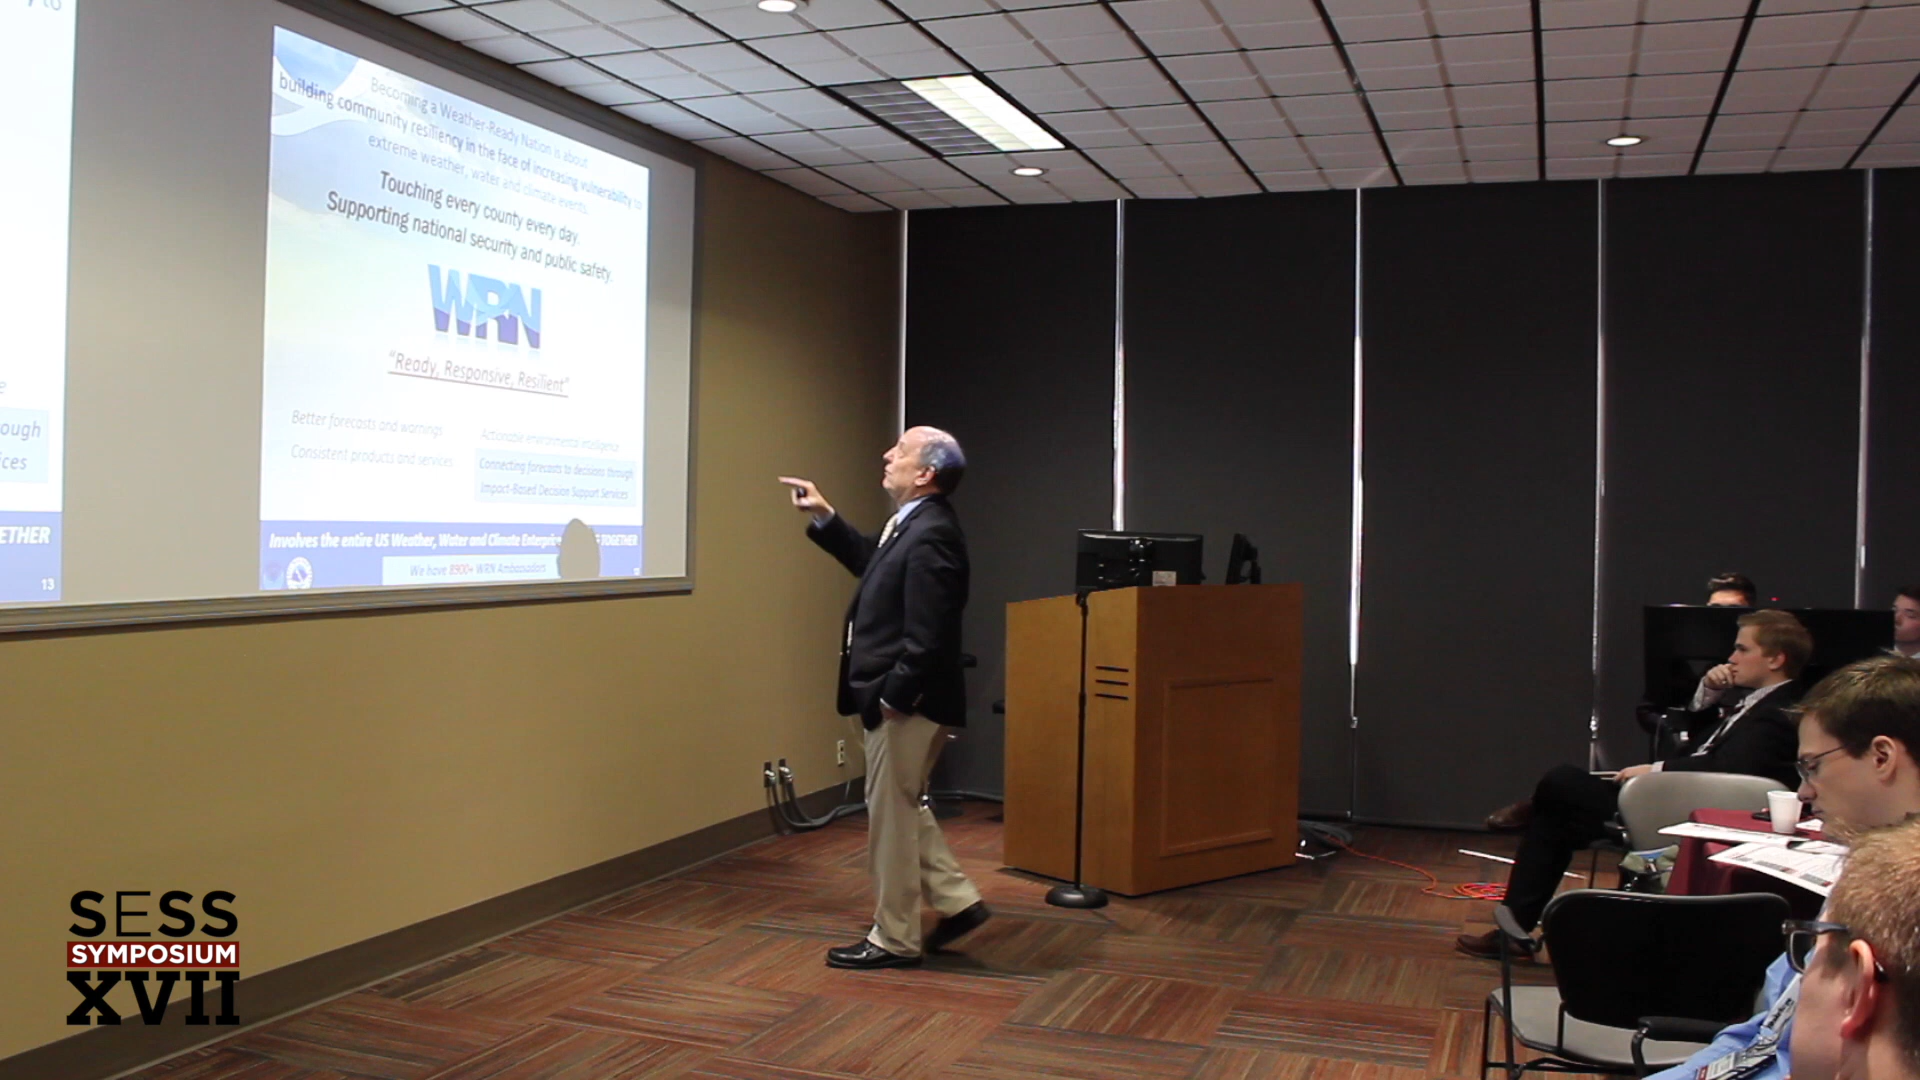 y to
e
ough
ices
ETHER
13
Becoming a Weather-Ready Nation is about
building community resiliency in the face of increasing vulnerability to
extreme weather, water and climate events.
Touching every county every day.
Supporting national security and public safety.
WRN
"Ready, Responsive, Resilient"
Better forecasts and warnings
Actionable environmental intelligence
Consistent products and services
Connecting forecasts to decisions through
Impact-Based Decision Support Services
Involves the entire US Weather, Water and Climate TOGETHER
We have 8900+ WRN Ambassadors
SESS
SYMPOSIUM
XVII